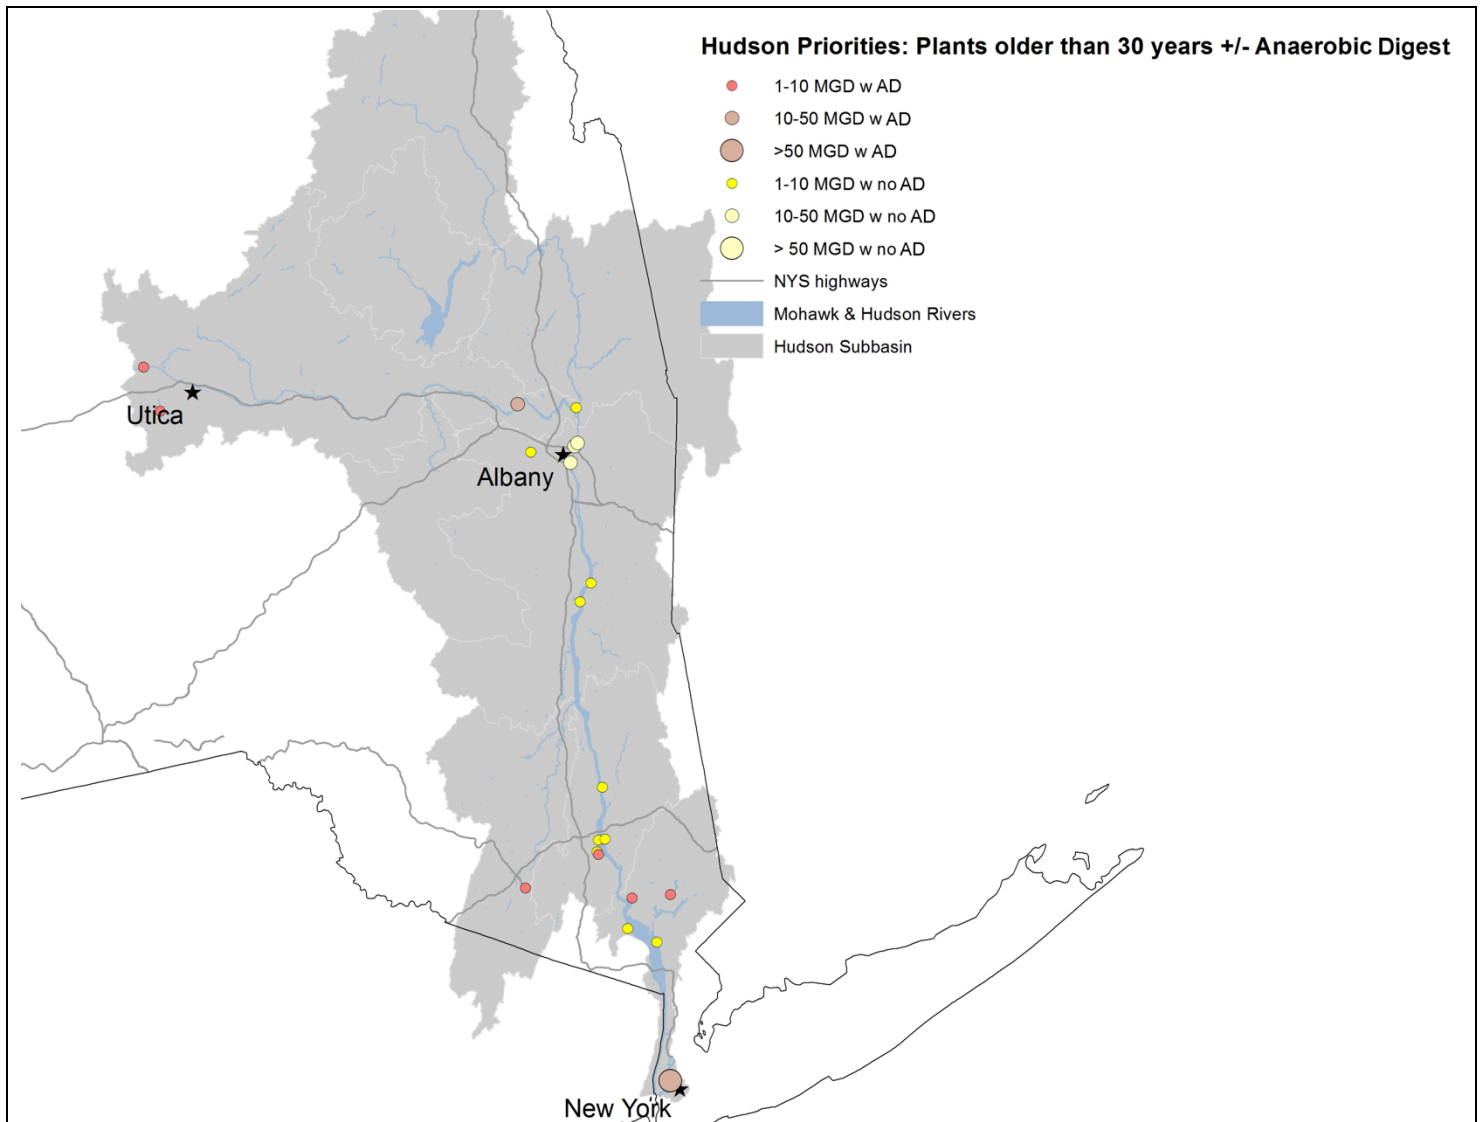 Hudson Priorities: Plants older than 30 years +/- Anaerobic Digest
1-10 MGD w AD
10-50 MGD w AD
>50 MGD w AD
1-10 MGD w no AD
10-50 MGD w no AD
> 50 MGD w no AD
NYS highways
Mohawk & Hudson Rivers
Hudson Subbasin
Utica
Albany
New York